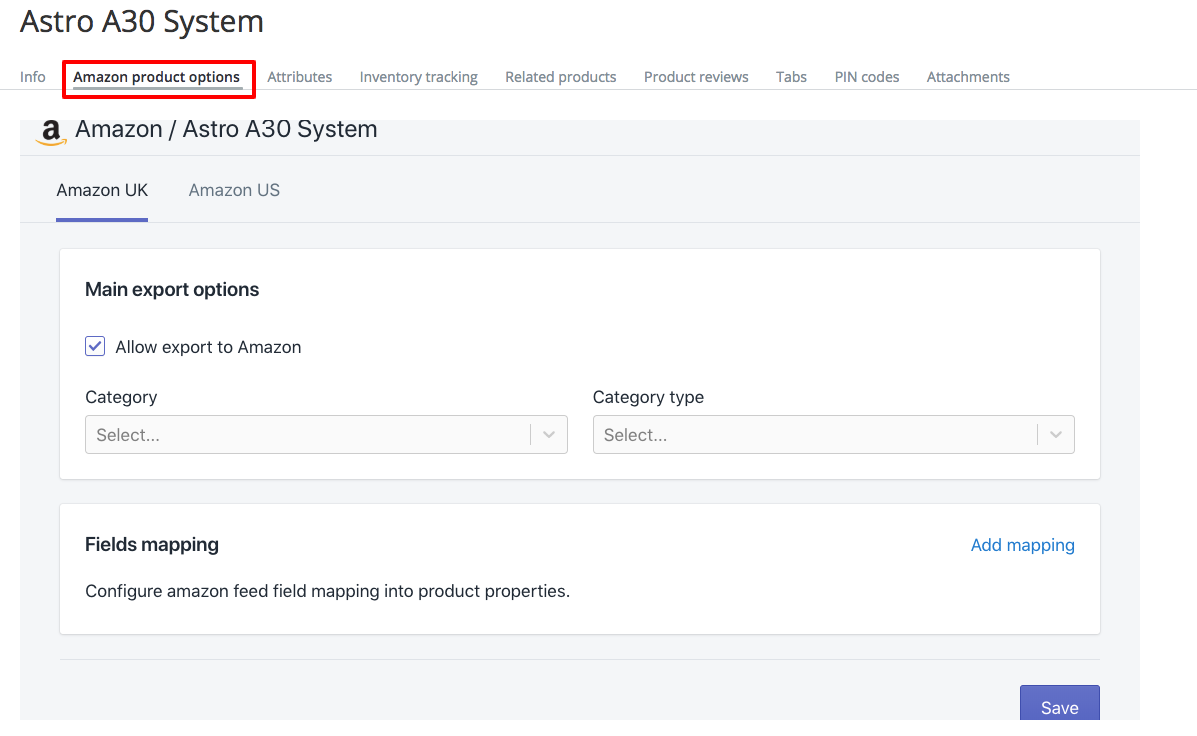 Astro A30 System
Info Amazon product options Attributes Inventory tracking Related products Product reviews Tabs PIN codes Attachments
a Amazon / Astro A30 System
Amazon UK Amazon US
Main export options
Allow export to Amazon
Category Category type
Select... Select...
Fields mapping Add mapping
Configure amazon feed field mapping into product properties.
Save